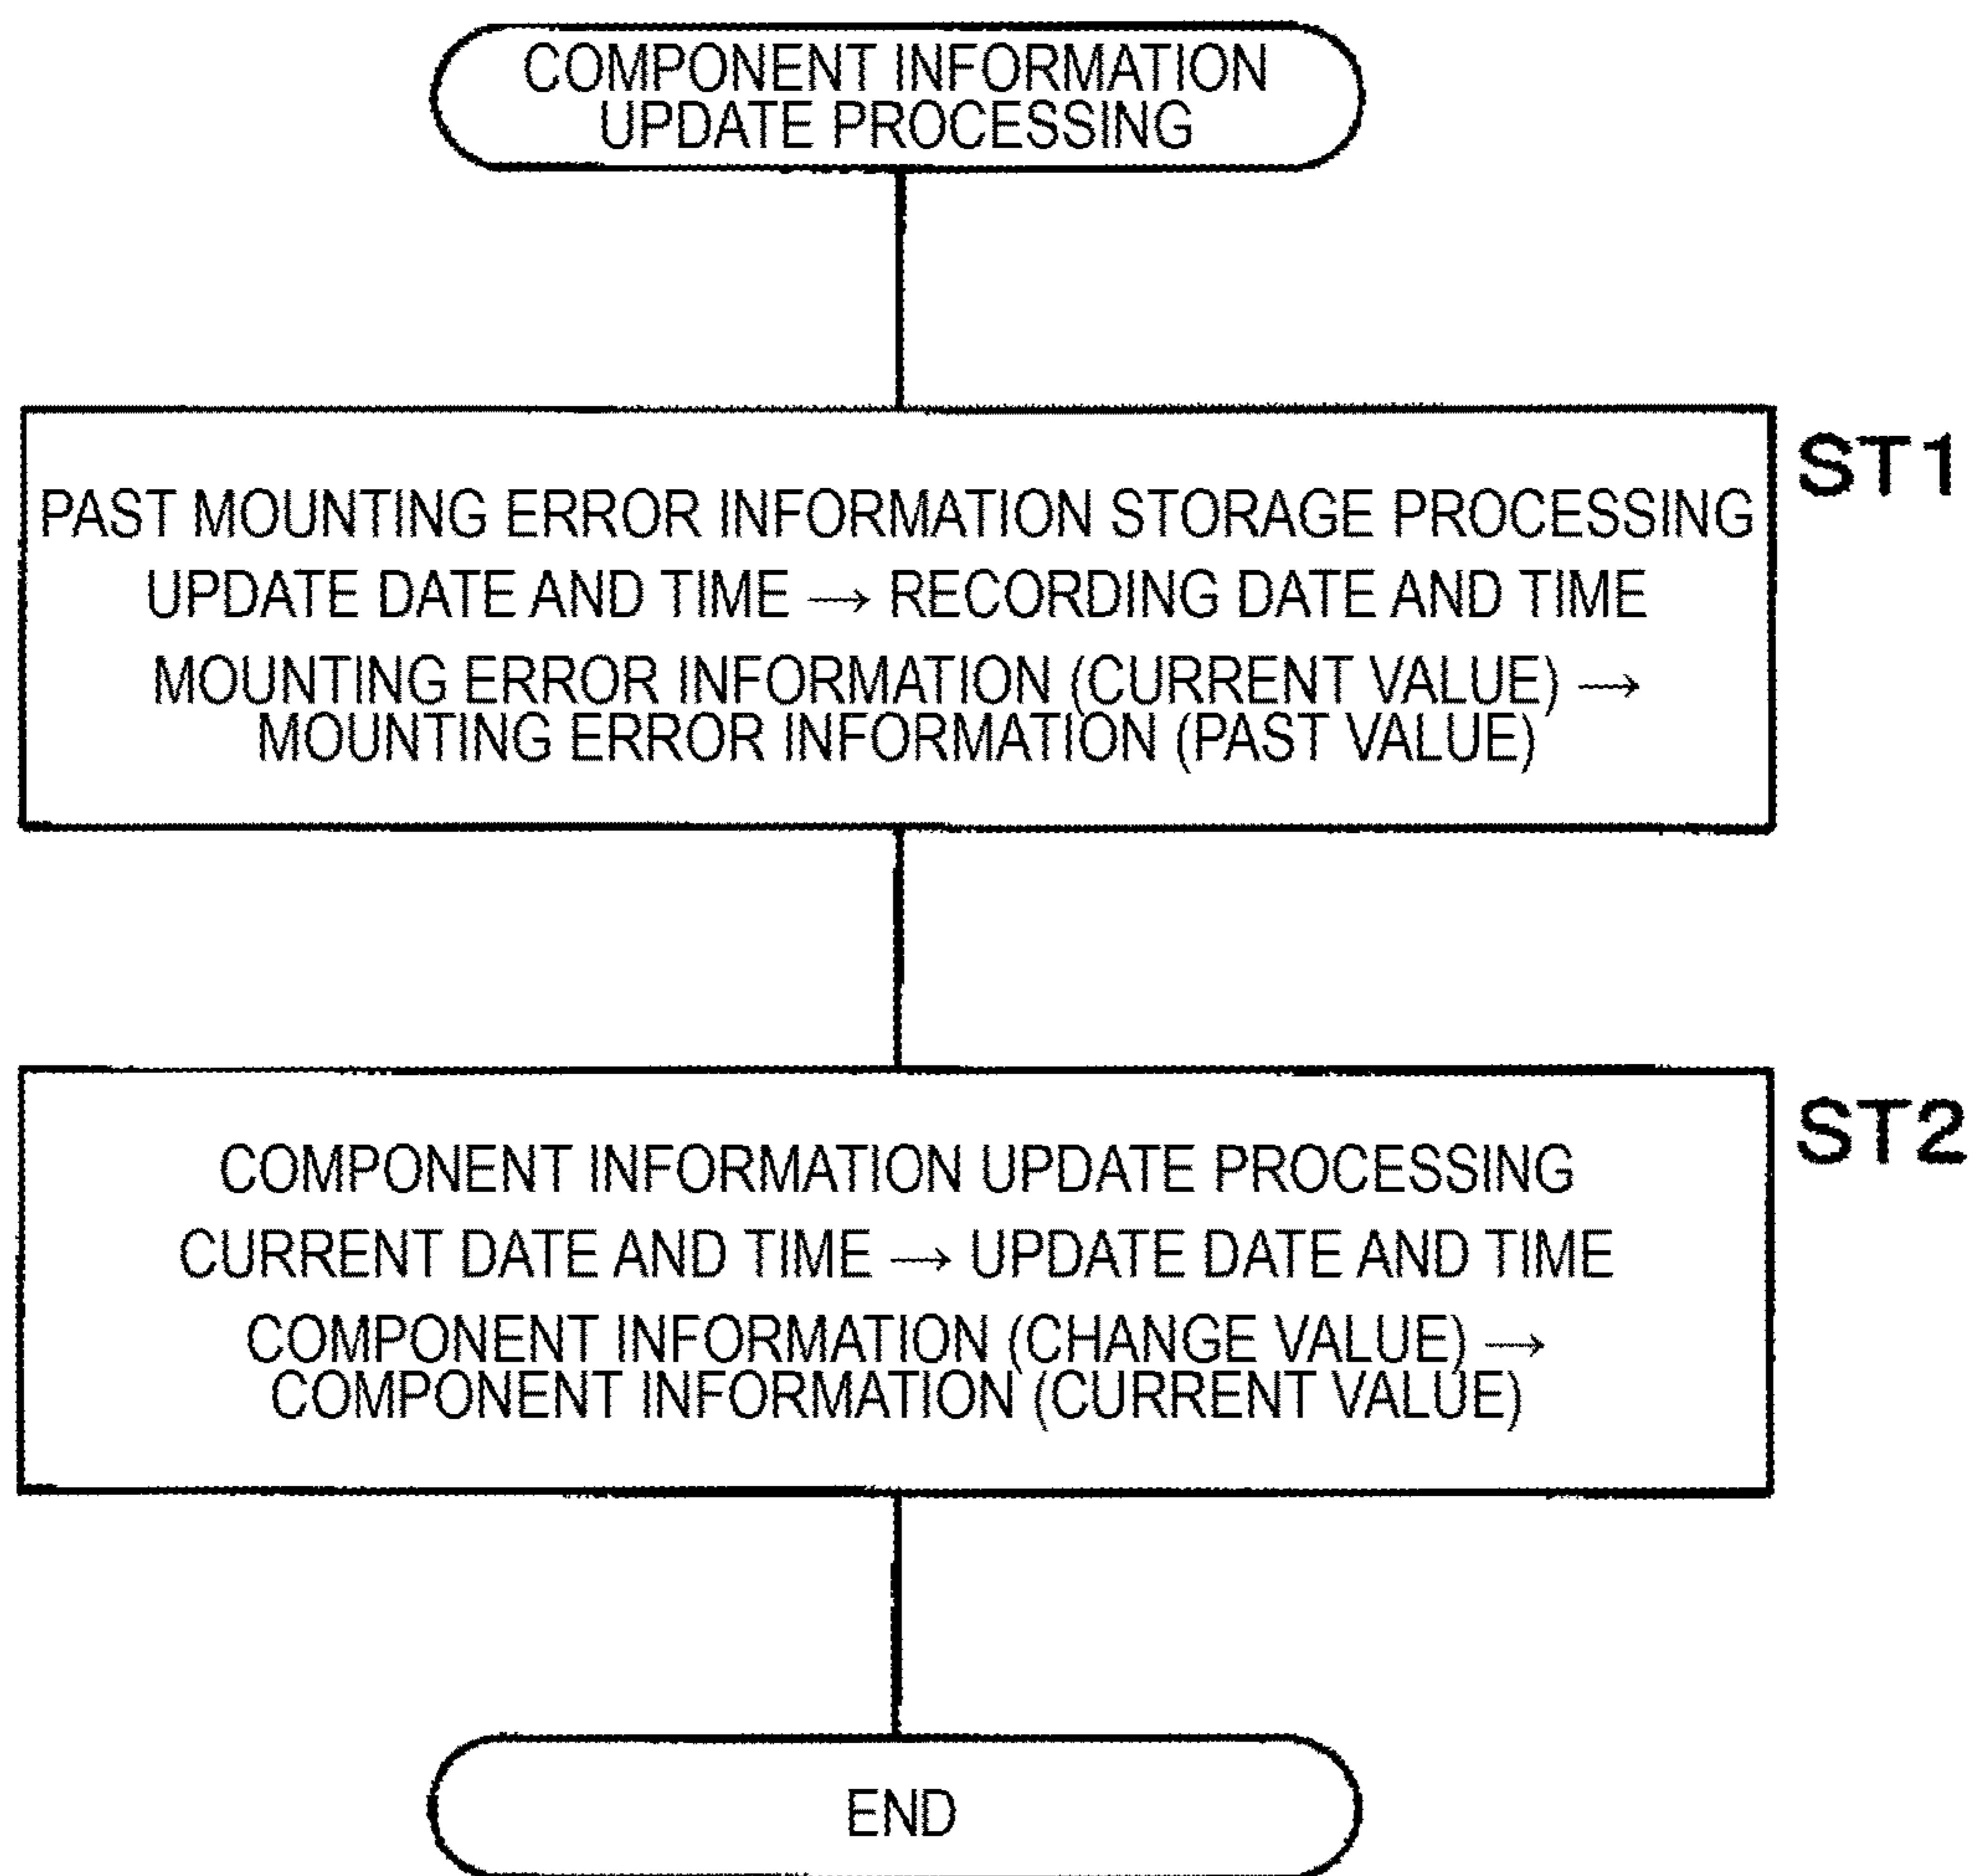 COMPONENT INFORMATION
UPDATE PROCESSING
ST1
PAST MOUNTING ERROR INFORMATION STORAGE PROCESSING
UPDATE DATE AND TIME → RECORDING DATE AND TIME
MOUNTING ERROR INFORMATION (CURRENT VALUE) →
MOUNTING ERROR INFORMATION (PAST VALUE)
ST2
COMPONENT INFORMATION UPDATE PROCESSING
CURRENT DATE AND TIME → UPDATE DATE AND TIME
COMPONENT INFORMATION (CHANGE VALUE) →
COMPONENT INFORMATION (CURRENT VALUE)
END